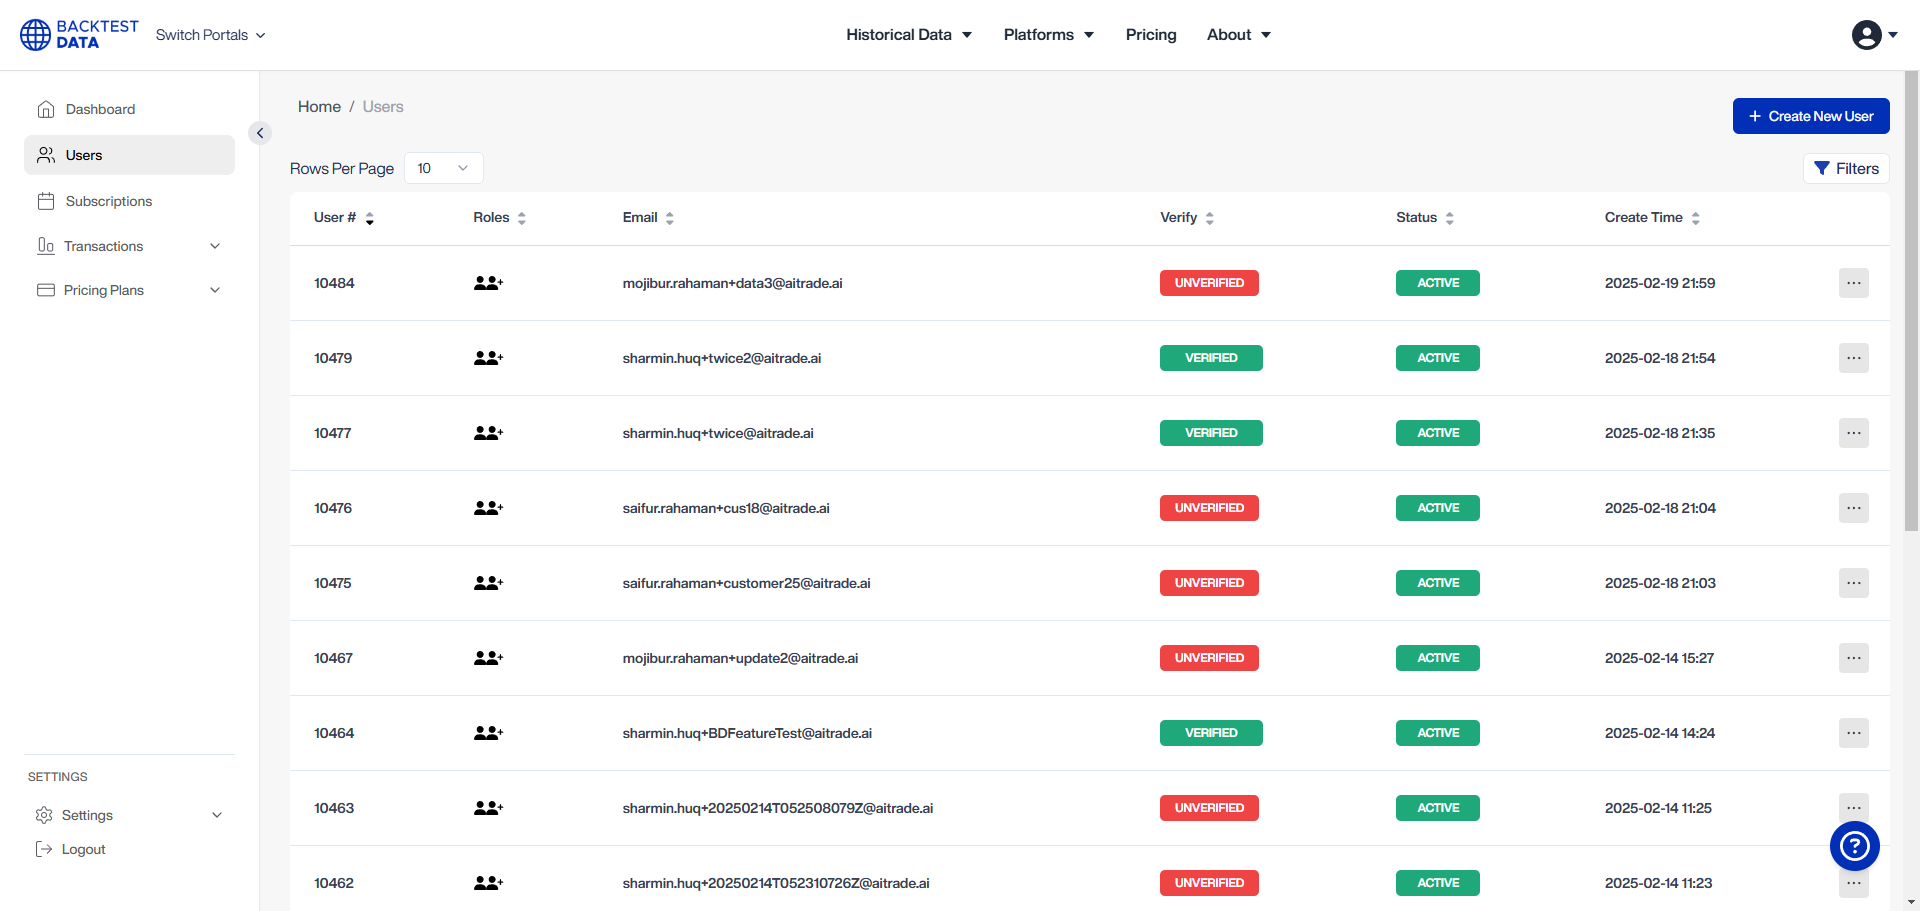 BACKTEST
DATA
Switch Portals
Historical Data
Platforms
Pricing
About
Dashboard
Users
Subscriptions
Transactions
Pricing Plans
SETTINGS
Settings
Logout
Home / Users
+ Create New User
Rows Per Page 10
Filters
User # Roles Email Verify Status Create Time
10484 mojibur.rahaman+data3@aitrade.ai UNVERIFIED ACTIVE 2025-02-19 21:59 ...
10479 sharmin.huq+twice2@aitrade.ai VERIFIED ACTIVE 2025-02-18 21:54 ...
10477 sharmin.huq+twice@aitrade.ai VERIFIED ACTIVE 2025-02-18 21:35 ...
10476 saifur.rahaman+cus18@aitrade.ai UNVERIFIED ACTIVE 2025-02-18 21:04 ...
10475 saifur.rahaman+customer25@aitrade.ai UNVERIFIED ACTIVE 2025-02-18 21:03 ...
10467 mojibur.rahaman+update2@aitrade.ai UNVERIFIED ACTIVE 2025-02-14 15:27 ...
10464 sharmin.huq+BDFeatureTest@aitrade.ai VERIFIED ACTIVE 2025-02-14 14:24 ...
10463 sharmin.huq+20250214T052508079Z@aitrade.ai UNVERIFIED ACTIVE 2025-02-14 11:25 ...
?
10462 sharmin.huq+20250214T052310726Z@aitrade.ai UNVERIFIED ACTIVE 2025-02-14 11:23 ...